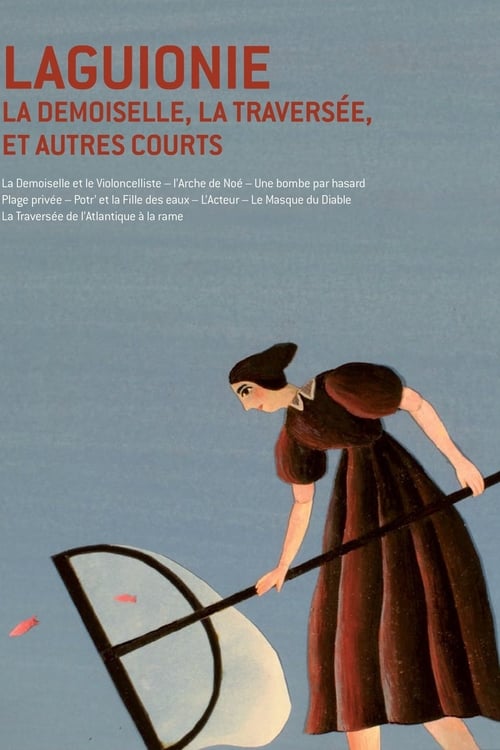 LAGUIONIE
LA DEMOISELLE, LA TRAVERSÉE,
ET AUTRES COURTS
La Demoiselle et le Violoncelliste – l'Arche de Noé – Une bombe par hasard
Plage privée – Potr' et la Fille des eaux – L'Acteur – Le Masque du Diable
La Traversée de l'Atlantique à la rame